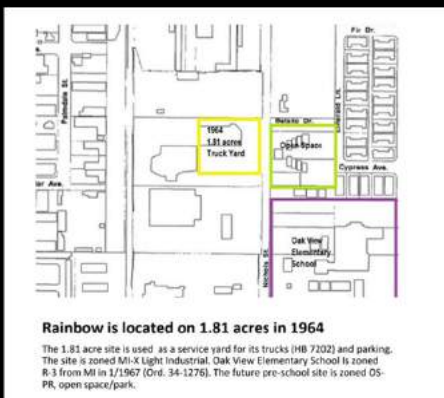 Fir Dr.
Palmdale St.
Emerald Ln.
1964
1.81 acres
Truck Yard
Open Space
Cypress Ave.
Ave.
Oak View
Elementary
School
Nichols St.
Rainbow is located on 1.81 acres in 1964
The 1.81 acre site is used as a service yard for its trucks (HB 7202) and parking.
The site is zoned MI-X Light Industrial. Oak View Elementary School is zoned
R-3 from MI in 1/1967 (Ord. 34-1276). The future pre-school site is zoned OS-
PR, open space/park.